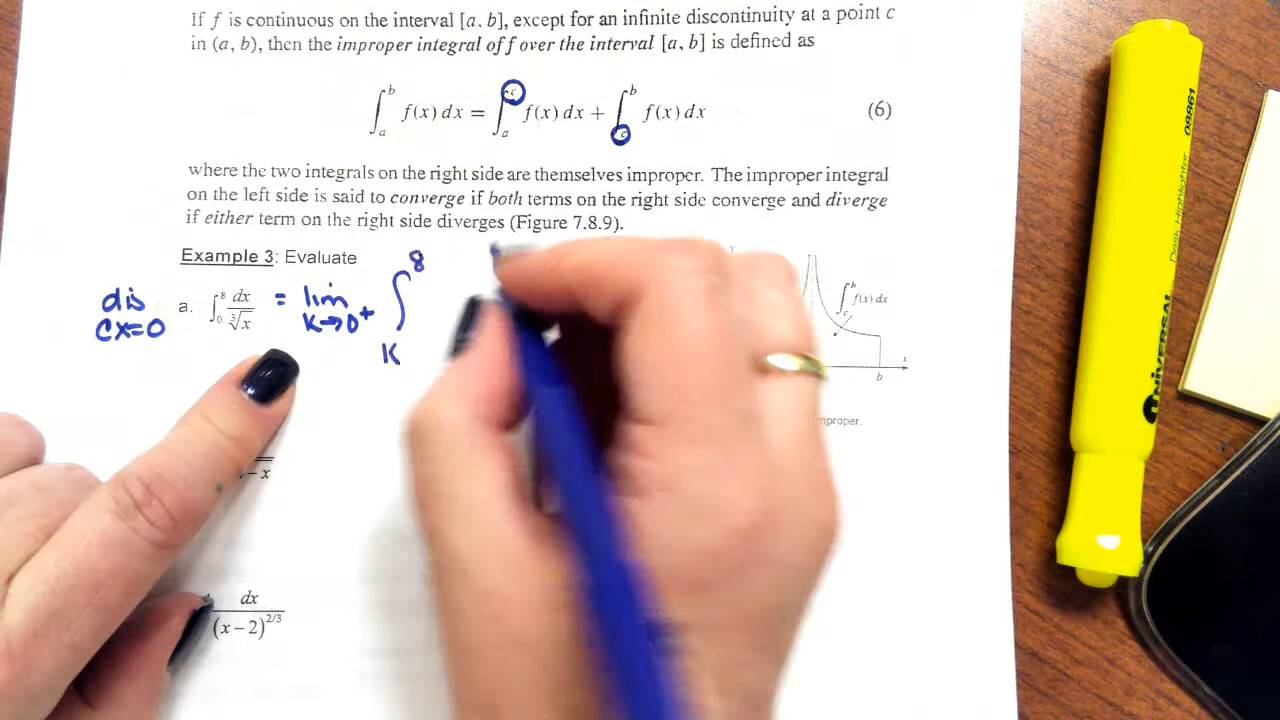 If f is continuous on the interval [a, b], except for an infinite discontinuity at a point c
in (a, b), then the improper integral of f over the interval [a, b] is defined as
∫_a^b f(x) dx = ∫_a^c f(x) dx + ∫_c^b f(x) dx (6)
where the two integrals on the right side are themselves improper. The improper integral
on the left side is said to converge if both terms on the right side converge and diverge
if either term on the right side diverges (Figure 7.8.9).
Example 3: Evaluate
dis
@x=0
a. ∫_0^8 dx/∛x = lim K→0+ ∫_K^8
∫_c^b f(x) dx
x
b
mproper.
-x
dx/(x-2)^{2/3}
UNIVERSAL Desk Highlighter 08861